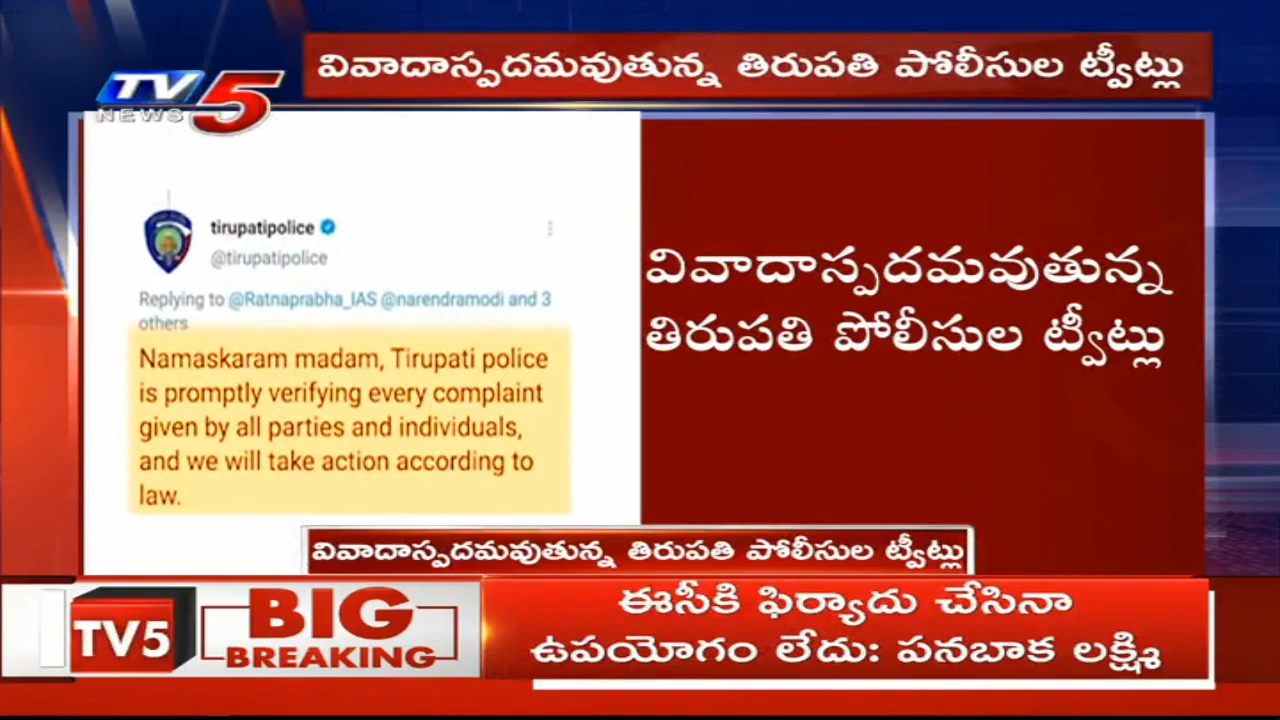 వివాదాస్పదమవుతున్న తిరుపతి పోలీసుల ట్వీట్లు
TV5
NEWS
tirupatipolice
@tirupatipolice
Replying to @Ratnaprabha_IAS @narendramodi and 3
others
Namaskaram madam, Tirupati police
is promptly verifying every complaint
given by all parties and individuals,
and we will take action according to
law.
వివాదాస్పదమవుతున్న
తిరుపతి పోలీసుల ట్వీట్లు
వివాదాస్పదమవుతున్న తిరుపతి పోలీసుల ట్వీట్లు
TV5
BIG
BREAKING
ఈసీకి ఫిర్యాదు చేసినా
ఉపయోగం లేదు: పనబాక లక్ష్మి